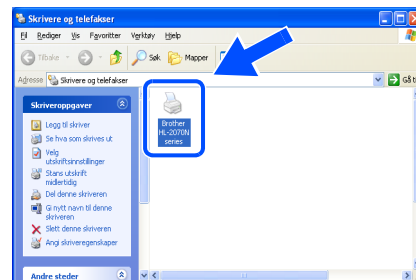 Skrivere og telefakser
Fil Rediger Vis Favoritter Verktøy Hjelp
Tilbake Søk Mapper
Adresse Skrivere og telefakser Gå t
Skriveroppgaver
Legg til skriver
Se hva som skrives ut
Velg
utskriftsinnstillinger
Stans utskrift
midlertidig
Del denne skriveren
Gi nytt navn til denne
skriveren
Slett denne skriveren
Angi skriveregenskaper
Andre steder
Brother
HL-2070N
series